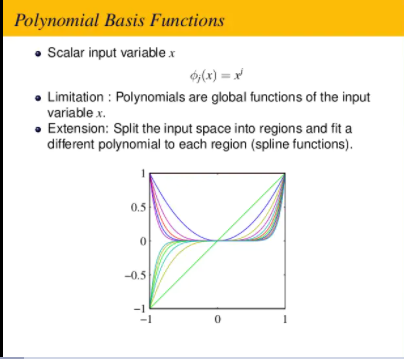 Polynomial Basis Functions
Scalar input variable x
ϕⱼ(x) = xʲ
Limitation : Polynomials are global functions of the input
variable x.
Extension: Split the input space into regions and fit a
different polynomial to each region (spline functions).
1
0.5
0
−0.5
−1
−1 0 1